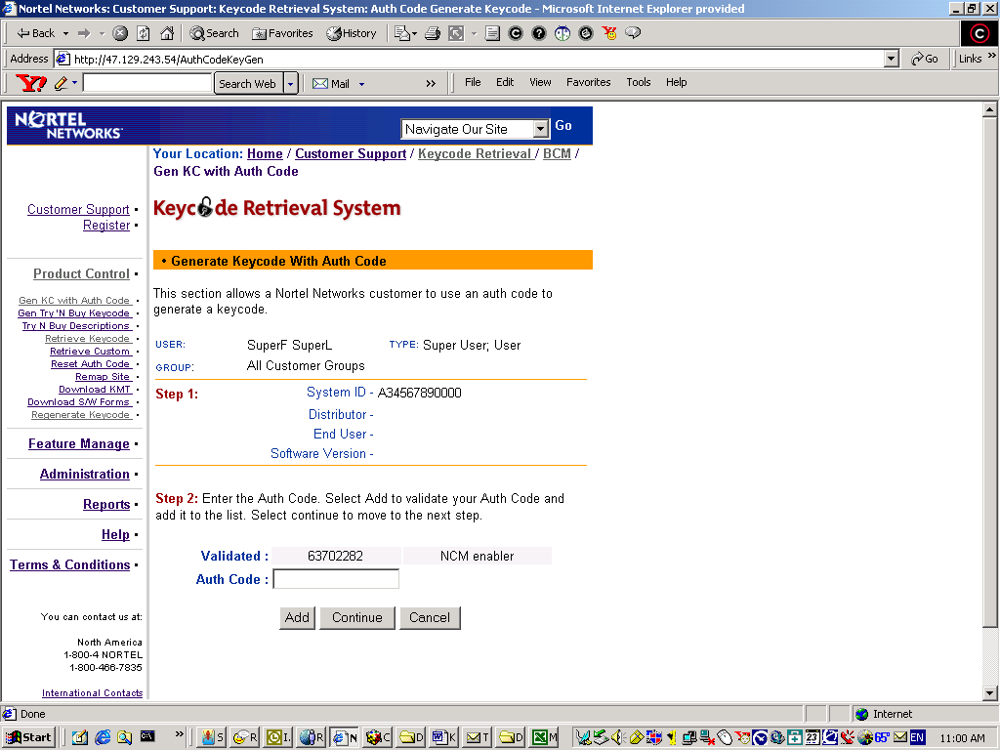 Nortel Networks: Customer Support: Keycode Retrieval System: Auth Code Generate Keycode - Microsoft Internet Explorer provided
Back Search Favorites History
Address http://47.129.243.54/AuthCodeKeyGen Go Links »
Y! Search Web Mail » File Edit View Favorites Tools Help
NORTEL
NETWORKS™
Navigate Our Site Go
Your Location: Home / Customer Support / Keycode Retrieval / BCM /
Gen KC with Auth Code
Keycode Retrieval System
Customer Support •
Register •
Product Control •
Gen KC with Auth Code •
Gen Try 'N Buy Keycode •
Try N Buy Descriptions •
Retrieve Keycode •
Retrieve Custom •
Reset Auth Code •
Remap Site •
Download KMT •
Download S/W Forms •
Regenerate Keycode •
Feature Manage •
Administration •
Reports •
Help •
Terms & Conditions •
You can contact us at:
North America
1-800-4 NORTEL
1-800-466-7835
International Contacts
• Generate Keycode With Auth Code
This section allows a Nortel Networks customer to use an auth code to
generate a keycode.
USER: SuperF SuperL TYPE: Super User; User
GROUP: All Customer Groups
Step 1: System ID - A34567890000
Distributor -
End User -
Software Version -
Step 2: Enter the Auth Code. Select Add to validate your Auth Code and
add it to the list. Select continue to move to the next step.
Validated : 63702282 NCM enabler
Auth Code :
Add Continue Cancel
Done Internet
Start » S R I. R N C D K T D M 65° EN 11:00 AM